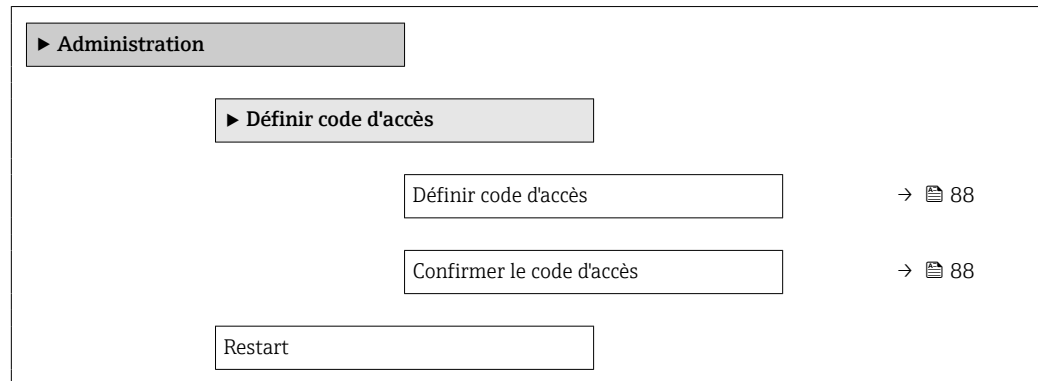 ▶ Administration
▶ Définir code d'accès
Définir code d'accès → 88
Confirmer le code d'accès → 88
Restart